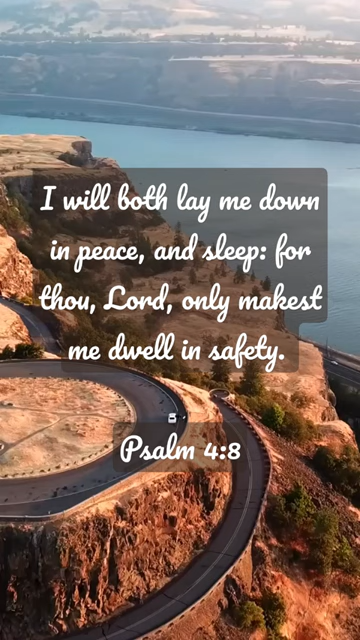 I will both lay me down
in peace, and sleep: for
thou, Lord, only makest
me dwell in safety.
Psalm 4:8